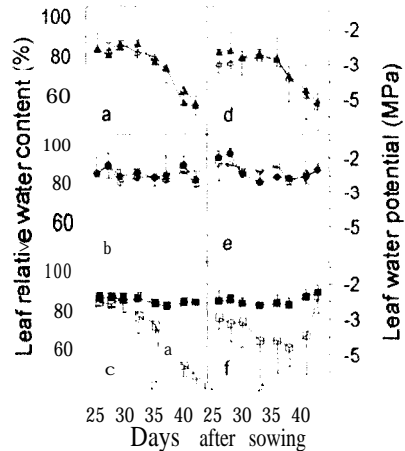 100
80
60
a
d
-2
-3
-5
100
80
60
b
e
-2
-3
-5
100
80
60
c
a
f
-2
-3
-5
Leaf relative water content (%)
Leaf water potential (MPa)
25 30 35 40 25 30 35 40
Days after sowing